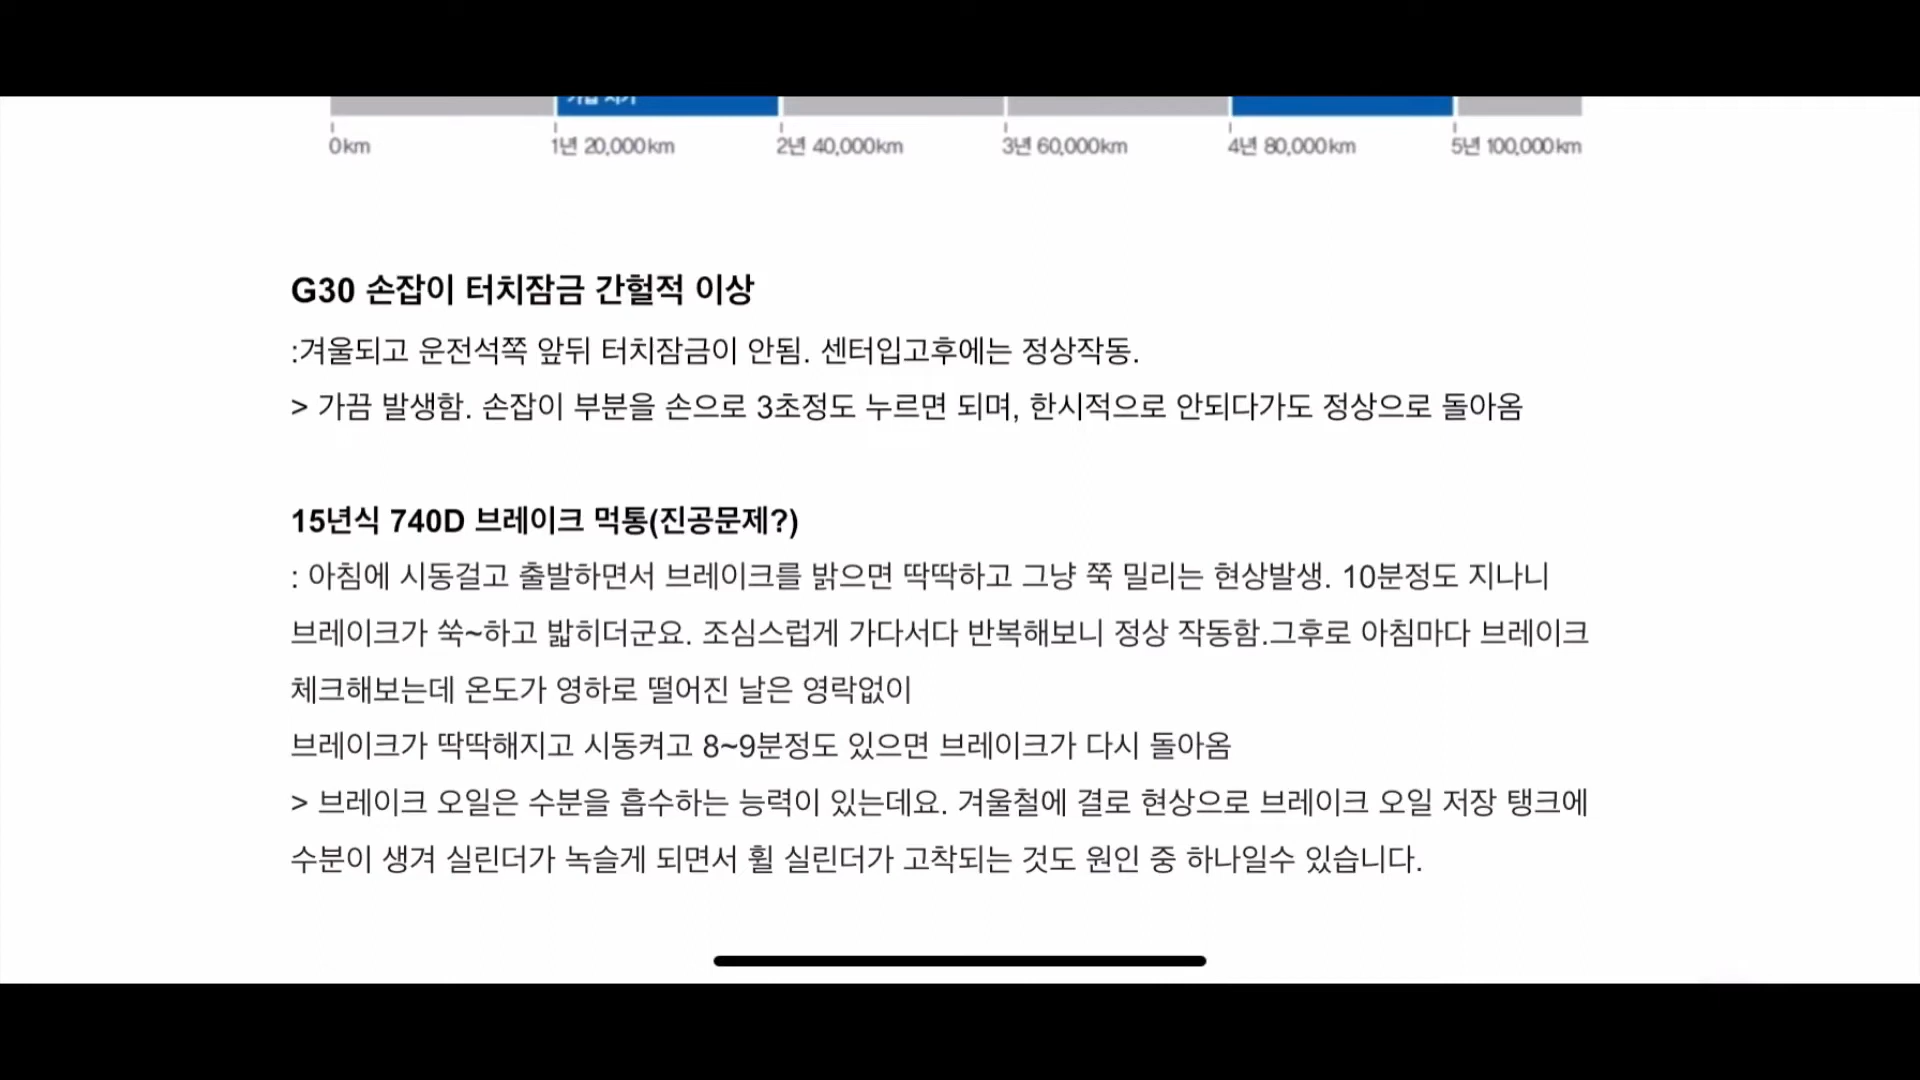 0km
1년 20,000km
2년 40,000km
3년 60,000km
4년 80,000km
5년 100,000km
G30 손잡이 터치잠금 간헐적 이상
:겨울되고 운전석쪽 앞뒤 터치잠금이 안됨. 센터입고후에는 정상작동.
> 가끔 발생함. 손잡이 부분을 손으로 3초정도 누르면 되며, 한시적으로 안되다가도 정상으로 돌아옴
15년식 740D 브레이크 먹통(진공문제?)
: 아침에 시동걸고 출발하면서 브레이크를 밝으면 딱딱하고 그냥 쭉 밀리는 현상발생. 10분정도 지나니
브레이크가 쑥~하고 밟히더군요. 조심스럽게 가다서다 반복해보니 정상 작동함.그후로 아침마다 브레이크
체크해보는데 온도가 영하로 떨어진 날은 영락없이
브레이크가 딱딱해지고 시동켜고 8~9분정도 있으면 브레이크가 다시 돌아옴
> 브레이크 오일은 수분을 흡수하는 능력이 있는데요. 겨울철에 결로 현상으로 브레이크 오일 저장 탱크에
수분이 생겨 실린더가 녹슬게 되면서 휠 실린더가 고착되는 것도 원인 중 하나일수 있습니다.